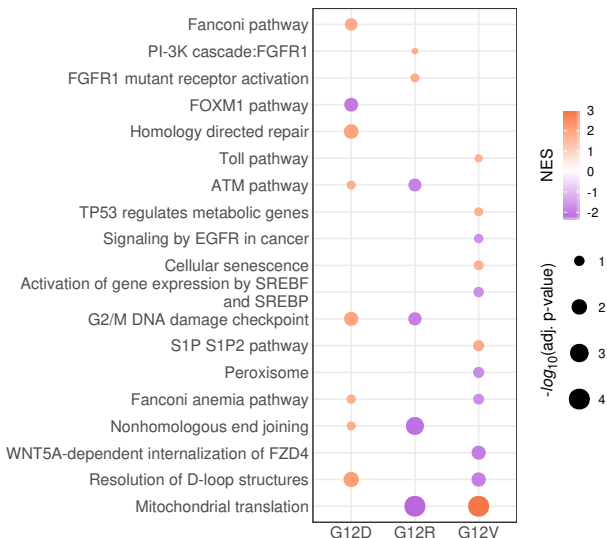 Fanconi pathway
PI-3K cascade:FGFR1
FGFR1 mutant receptor activation
FOXM1 pathway
Homology directed repair
Toll pathway
ATM pathway
TP53 regulates metabolic genes
Signaling by EGFR in cancer
Cellular senescence
Activation of gene expression by SREBF
and SREBP
G2/M DNA damage checkpoint
S1P S1P2 pathway
Peroxisome
Fanconi anemia pathway
Nonhomologous end joining
WNT5A-dependent internalization of FZD4
Resolution of D-loop structures
Mitochondrial translation
G12D G12R G12V
NES
3
2
1
0
-1
-2
-log10(adj. p-value)
1
2
3
4